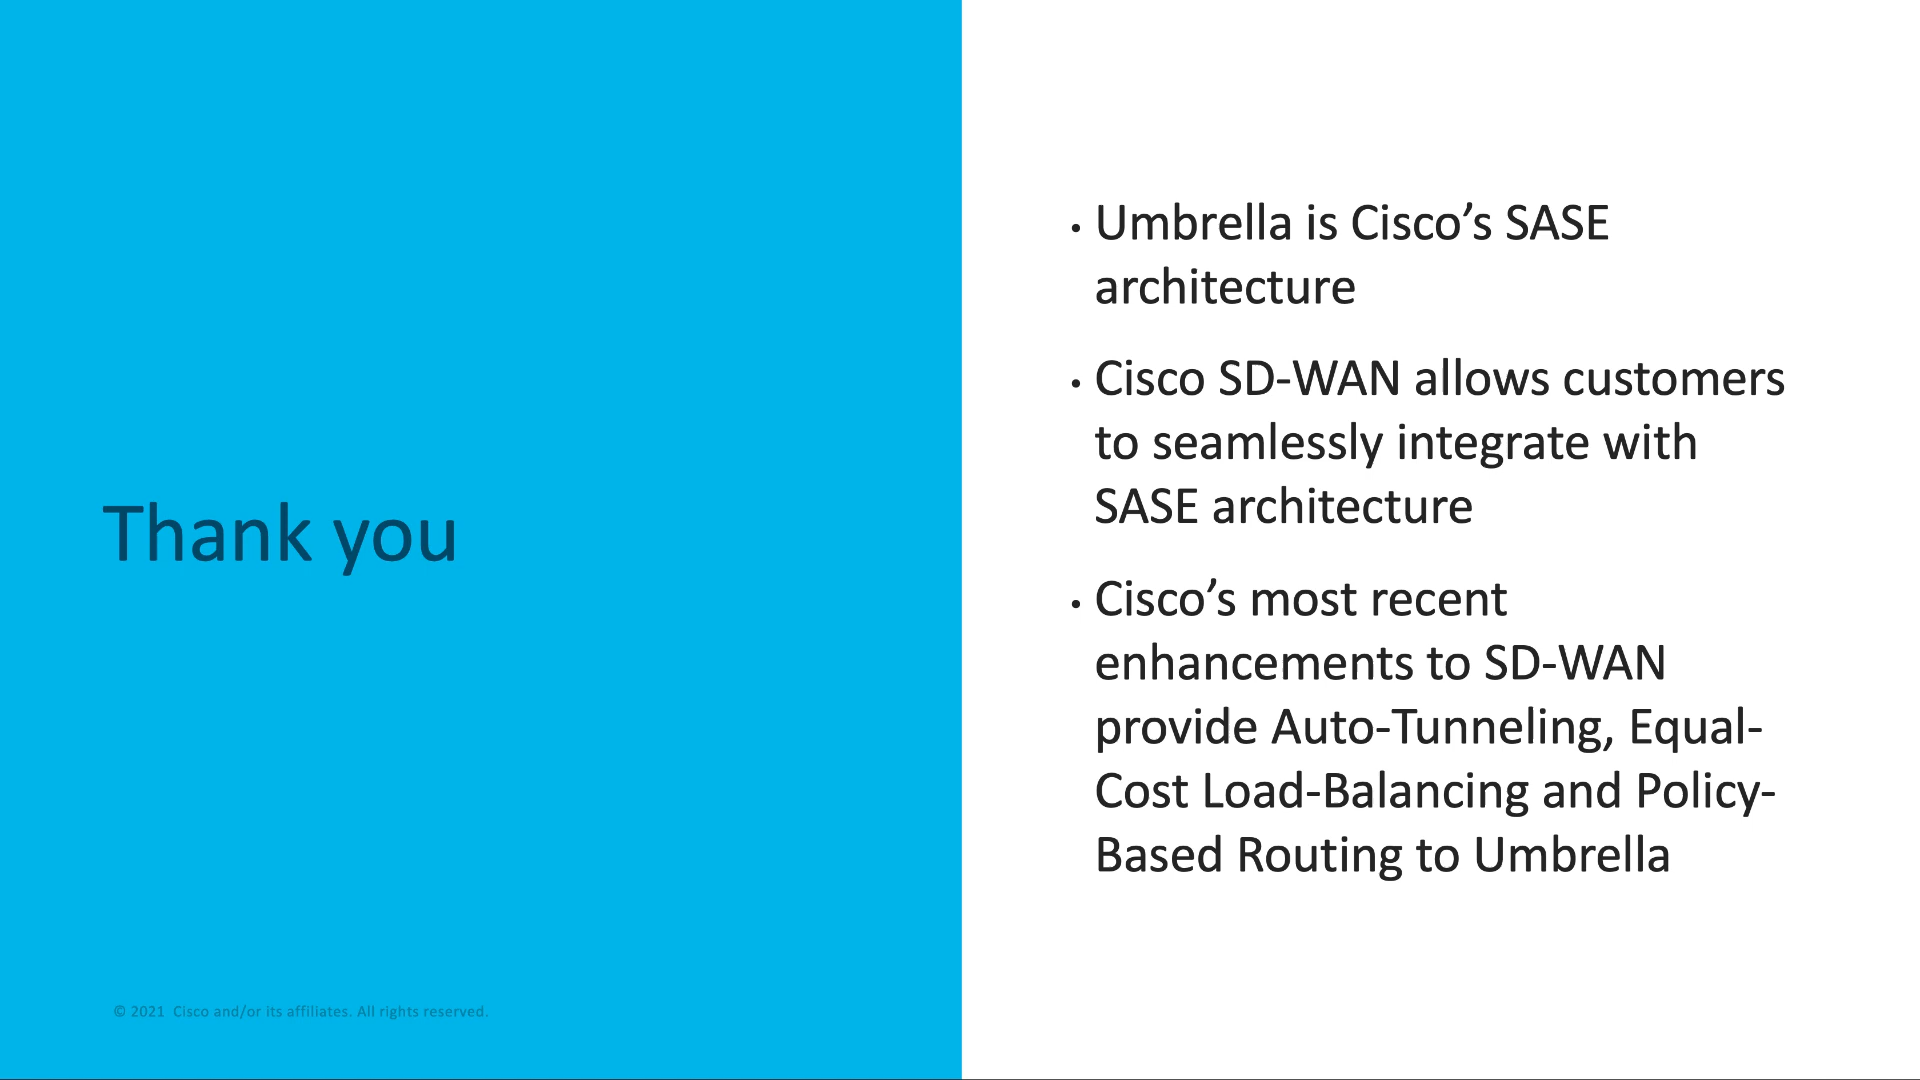 Thank you
© 2021 Cisco and/or its affiliates. All rights reserved.
• Umbrella is Cisco’s SASE
architecture
• Cisco SD-WAN allows customers
to seamlessly integrate with
SASE architecture
• Cisco’s most recent
enhancements to SD-WAN
provide Auto-Tunneling, Equal-
Cost Load-Balancing and Policy-
Based Routing to Umbrella